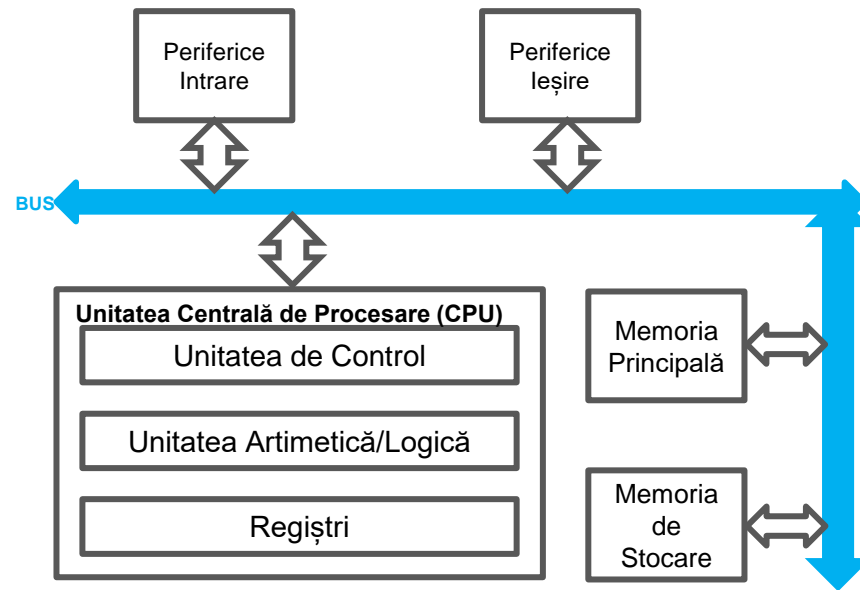 Periferice
Intrare
Periferice
Ieșire
BUS
Unitatea Centrală de Procesare (CPU)
Unitatea de Control
Unitatea Artimetică/Logică
Regiștri
Memoria
Principală
Memoria
de
Stocare